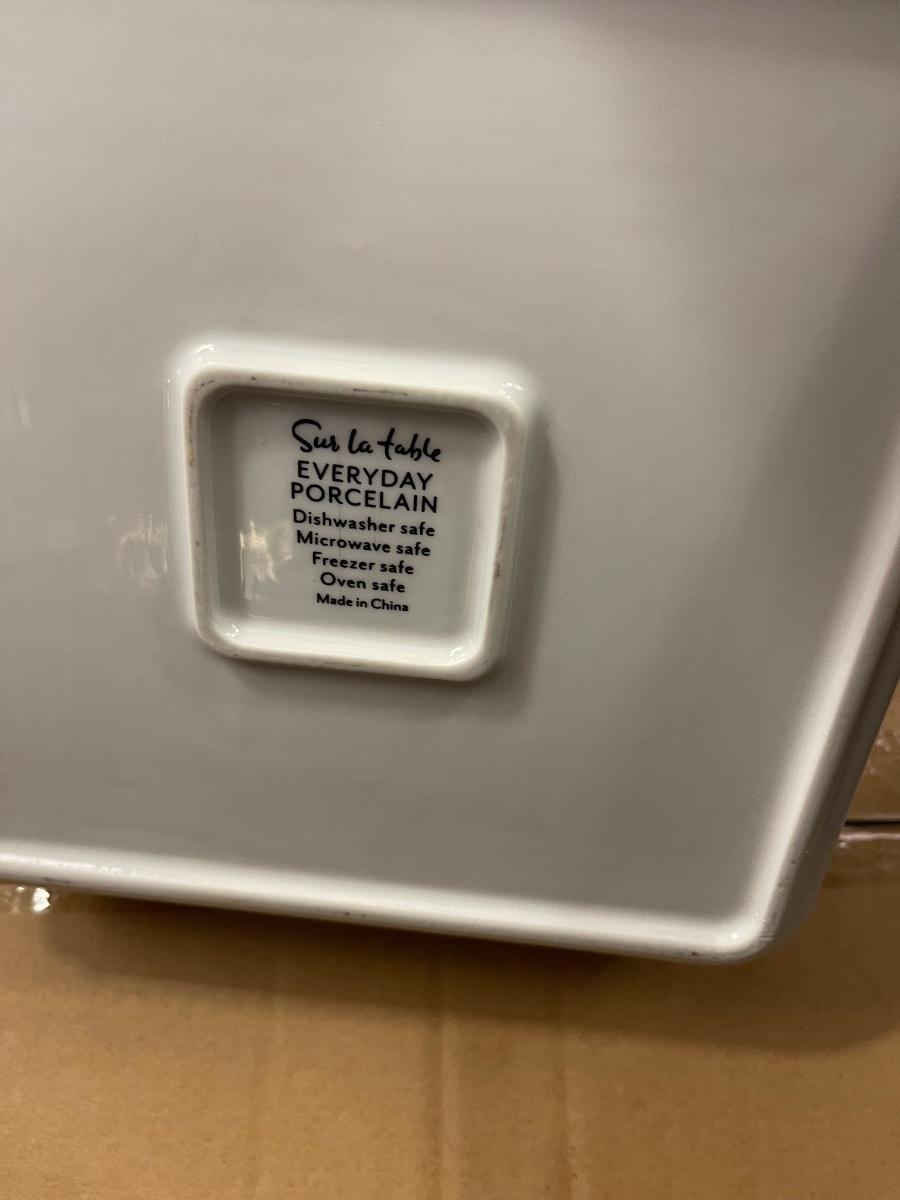 Sur la table
EVERYDAY
PORCELAIN
Dishwasher safe
Microwave safe
Freezer safe
Oven safe
Made in China